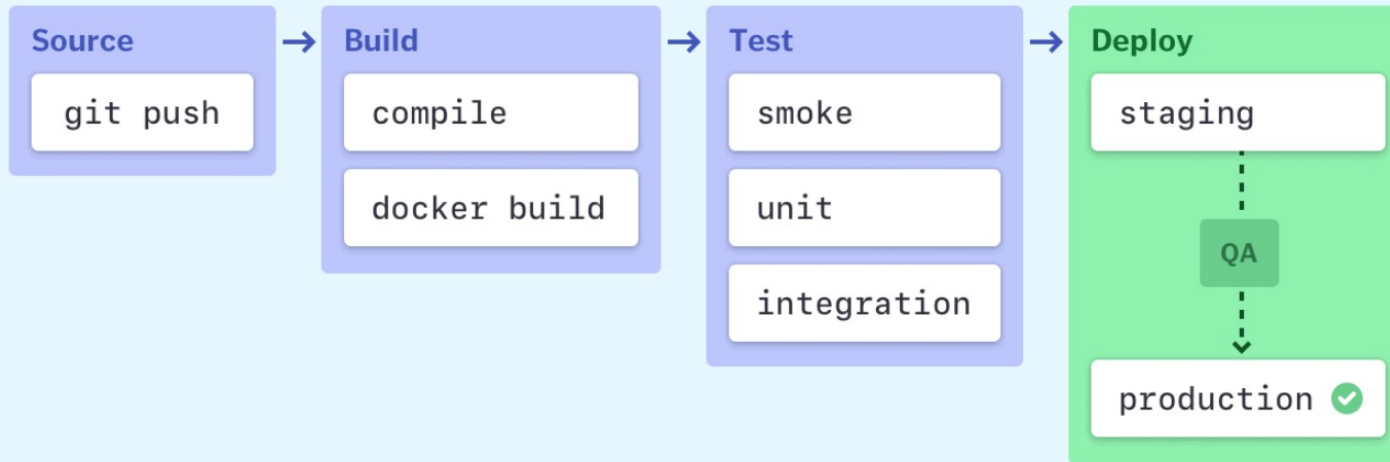 Source
git push
Build
compile
docker build
Test
smoke
unit
integration
Deploy
staging
QA
production